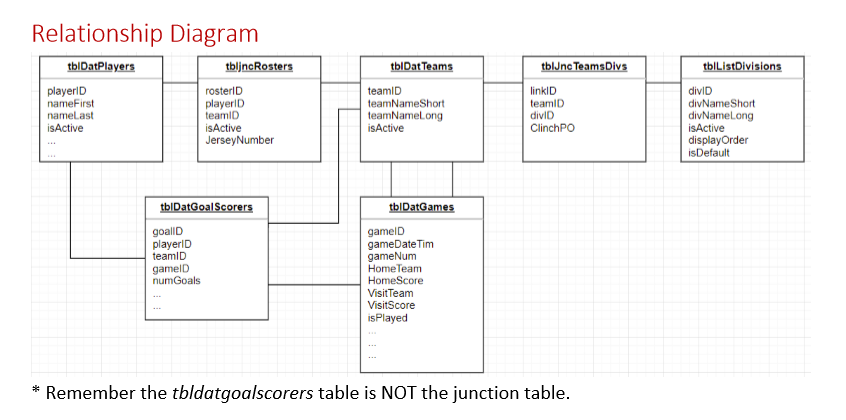 Relationship Diagram
tblDatPlayers
playerID
nameFirst
nameLast
isActive
...
...
tbljncRosters
rosterID
playerID
teamID
isActive
JerseyNumber
tblDatTeams
teamID
teamNameShort
teamNameLong
isActive
tblJncTeamsDivs
linkID
teamID
divID
ClinchPO
tblListDivisions
divID
divNameShort
divNameLong
isActive
displayOrder
isDefault
tblDatGoalScorers
goalID
playerID
teamID
gameID
numGoals
...
...
tblDatGames
gameID
gameDateTim
gameNum
HomeTeam
HomeScore
VisitTeam
VisitScore
isPlayed
...
...
...
* Remember the tbldatgoalscorers table is NOT the junction table.